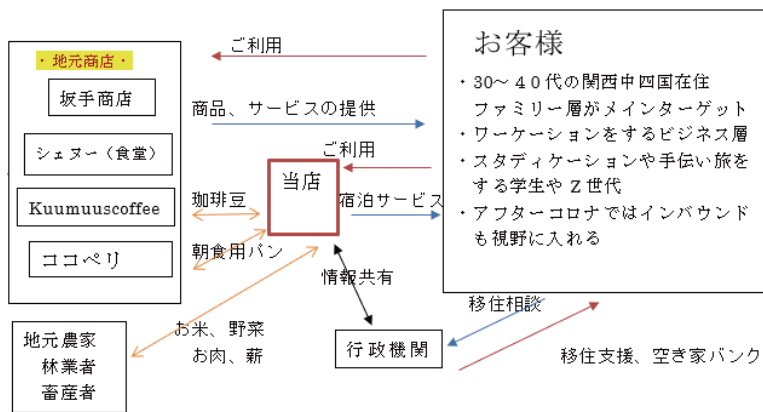 ・地元商店・
坂手商店
シェヌー（食堂）
Kuumuuscoffee
ココペリ
地元農家
林業者
畜産者
ご利用
商品、サービスの提供
ご利用
当店
宿泊サービス
珈琲豆
朝食用パン
情報共有
お米、野菜
お肉、薪
行政機関
お客様
・30～４０代の関西中四国在住
ファミリー層がメインターゲット
・ワーケーションをするビジネス層
・スタディケーションや手伝い旅を
する学生やＺ世代
・アフターコロナではインバウンド
も視野に入れる
移住相談
移住支援、空き家バンク